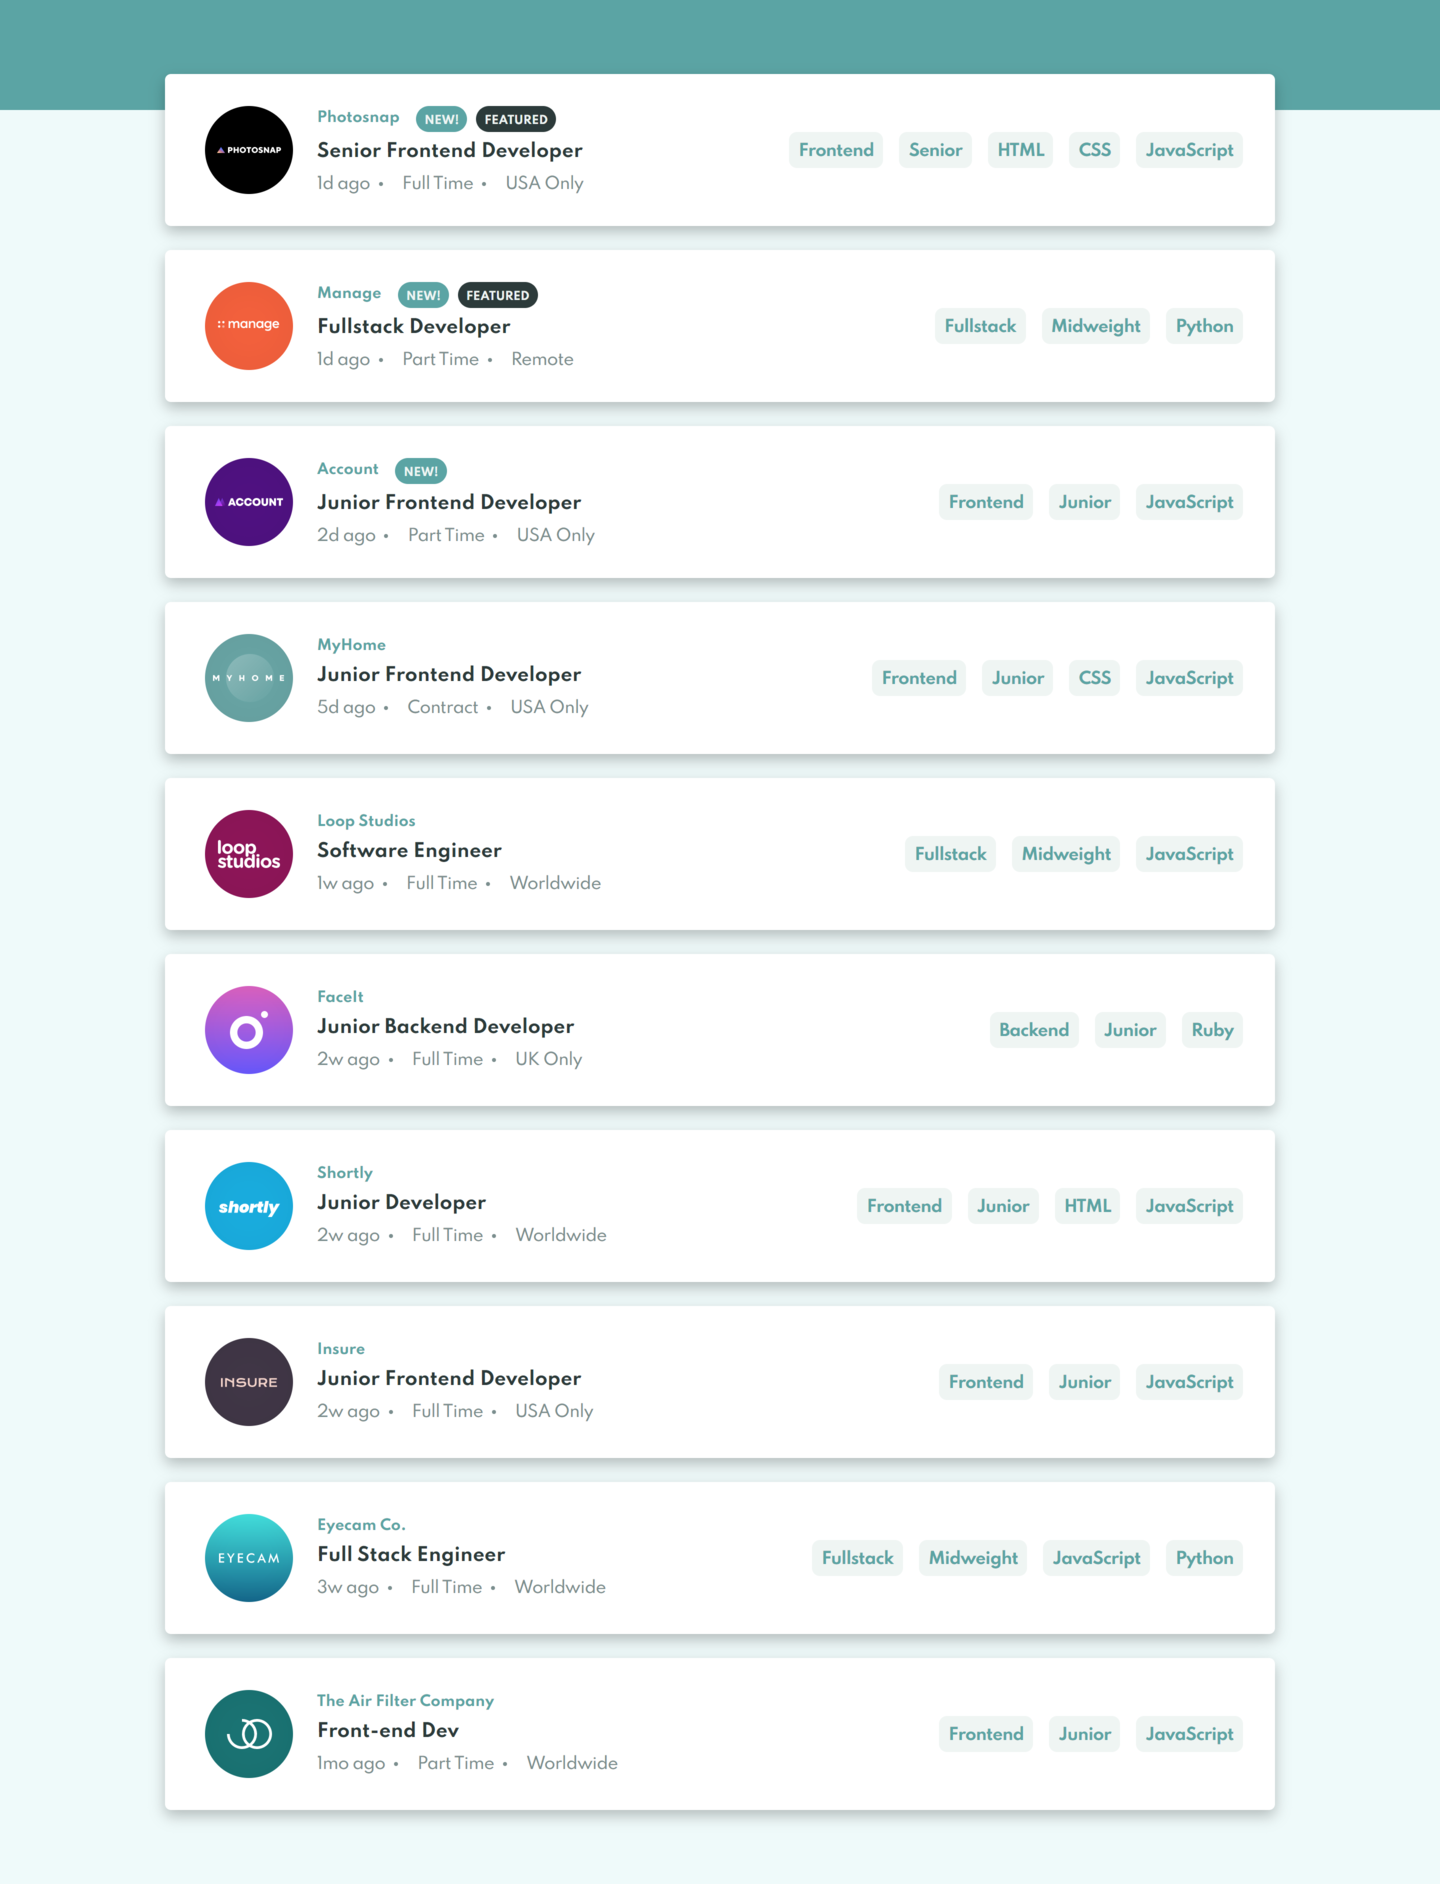 PHOTOSNAP
Photosnap NEW! FEATURED
Senior Frontend Developer
1d ago • Full Time • USA Only
Frontend Senior HTML CSS JavaScript
manage
Manage NEW! FEATURED
Fullstack Developer
1d ago • Part Time • Remote
Fullstack Midweight Python
ACCOUNT
Account NEW!
Junior Frontend Developer
2d ago • Part Time • USA Only
Frontend Junior JavaScript
MYHOME
MyHome
Junior Frontend Developer
5d ago • Contract • USA Only
Frontend Junior CSS JavaScript
loop
studios
Loop Studios
Software Engineer
1w ago • Full Time • Worldwide
Fullstack Midweight JavaScript
FaceIt
Junior Backend Developer
2w ago • Full Time • UK Only
Backend Junior Ruby
shortly
Shortly
Junior Developer
2w ago • Full Time • Worldwide
Frontend Junior HTML JavaScript
INSURE
Insure
Junior Frontend Developer
2w ago • Full Time • USA Only
Frontend Junior JavaScript
EYECAM
Eyecam Co.
Full Stack Engineer
3w ago • Full Time • Worldwide
Fullstack Midweight JavaScript Python
The Air Filter Company
Front-end Dev
1mo ago • Part Time • Worldwide
Frontend Junior JavaScript